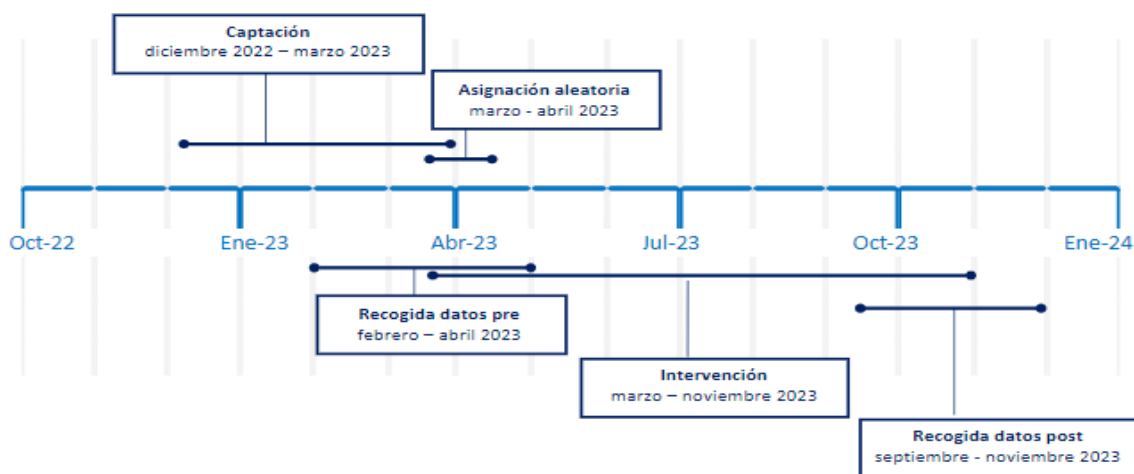 Captación
diciembre 2022 – marzo 2023
Asignación aleatoria
marzo - abril 2023
Oct-22
Ene-23
Abr-23
Jul-23
Oct-23
Ene-24
Recogida datos pre
febrero – abril 2023
Intervención
marzo – noviembre 2023
Recogida datos post
septiembre - noviembre 2023